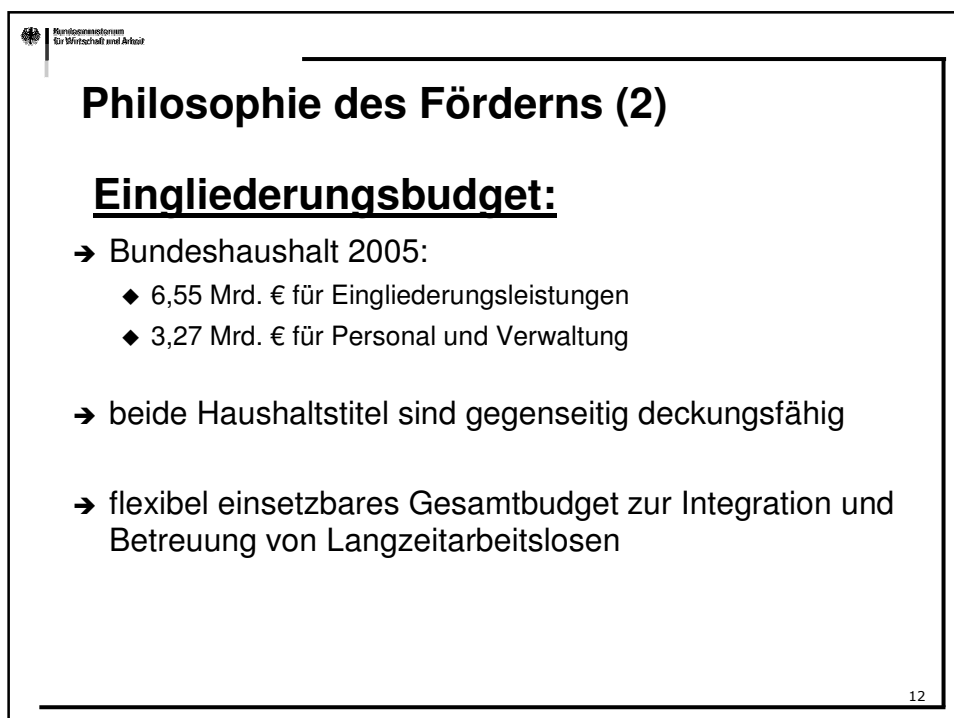 Bundesministerium
für Wirtschaft und Arbeit
Philosophie des Förderns (2)
Eingliederungsbudget:
➔ Bundeshaushalt 2005:
◆ 6,55 Mrd. € für Eingliederungsleistungen
◆ 3,27 Mrd. € für Personal und Verwaltung
➔ beide Haushaltstitel sind gegenseitig deckungsfähig
➔ flexibel einsetzbares Gesamtbudget zur Integration und
Betreuung von Langzeitarbeitslosen
12